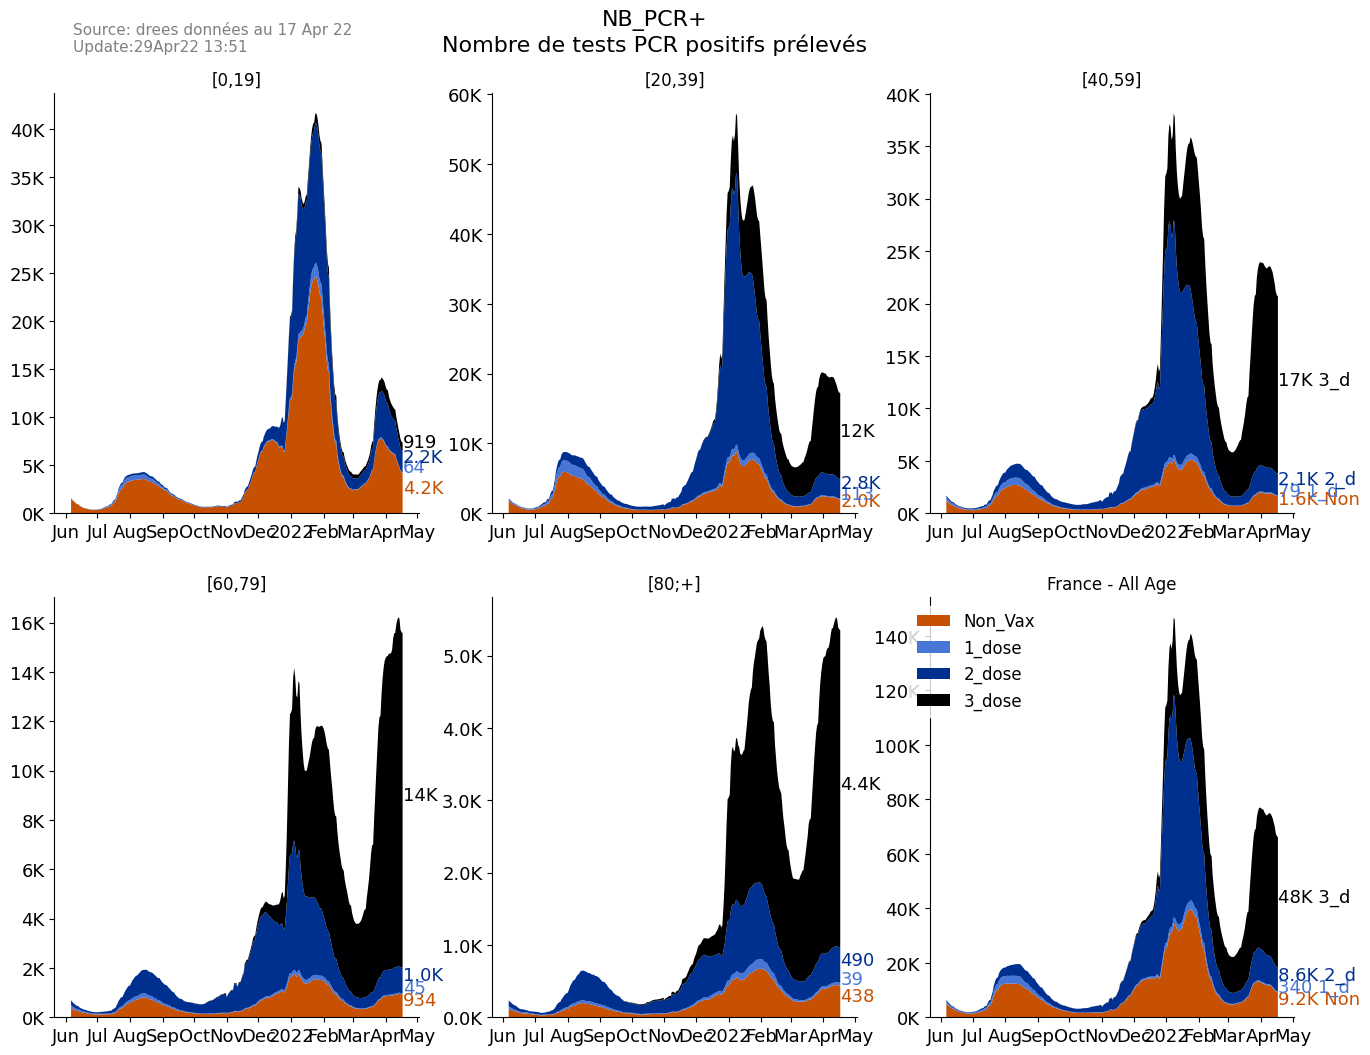 Source: drees données au 17 Apr 22
Update:29Apr22 13:51
NB_PCR+
Nombre de tests PCR positifs prélevés
[0,19]
40K
35K
30K
25K
20K
15K
10K
5K
0K
919
2.2K
64
4.2K
Jun Jul Aug Sep Oct Nov Dec 2022 Feb Mar Apr May
[20,39]
60K
50K
40K
30K
20K
10K
0K
12K
2.8K
113
2.0K
Jun Jul Aug Sep Oct Nov Dec 2022 Feb Mar Apr May
[40,59]
40K
35K
30K
25K
20K
15K
10K
5K
0K
17K 3_d
2.1K 2_d
79 1_d
1.6K Non
Jun Jul Aug Sep Oct Nov Dec 2022 Feb Mar Apr May
[60,79]
16K
14K
12K
10K
8K
6K
4K
2K
0K
14K
1.0K
45
934
Jun Jul Aug Sep Oct Nov Dec 2022 Feb Mar Apr May
[80;+]
5.0K
4.0K
3.0K
2.0K
1.0K
0.0K
4.4K
490
39
438
Jun Jul Aug Sep Oct Nov Dec 2022 Feb Mar Apr May
France - All Age
Non_Vax
1_dose
2_dose
3_dose
140K
120K
100K
80K
60K
40K
20K
0K
48K 3_d
8.6K 2_d
340 1_d
9.2K Non
Jun Jul Aug Sep Oct Nov Dec 2022 Feb Mar Apr May